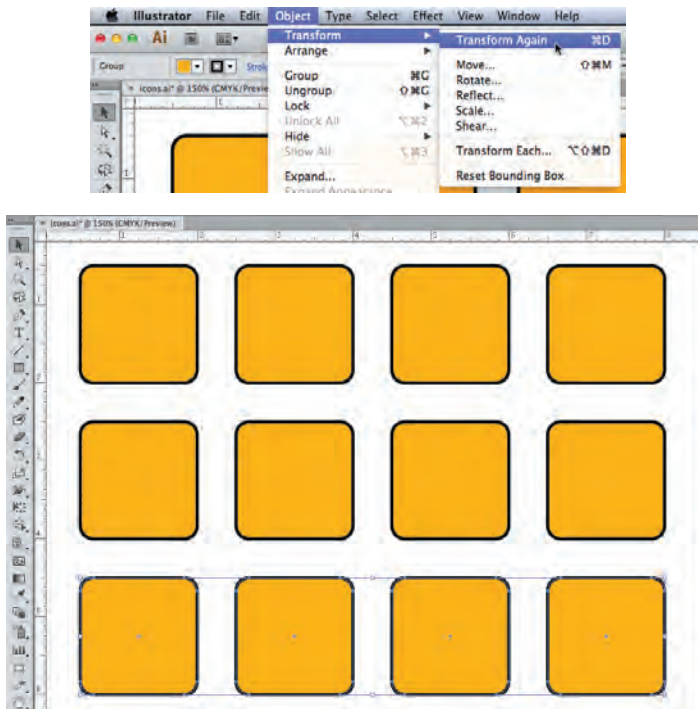 Illustrator File Edit Object Type Select Effect View Window Help
Ai
Group
Strok
icons.ai* @ 150% (CMYK/Preview
Transform
Arrange
Group ⌘G
Ungroup ⇧⌘G
Lock
Unlock All ⌥⌘2
Hide
Show All ⌥⌘3
Expand...
Expand Appearance
Transform Again ⌘D
Move... ⇧⌘M
Rotate...
Reflect...
Scale...
Shear...
Transform Each... ⌥⇧⌘D
Reset Bounding Box
icons.ai* @ 150% (CMYK/Preview)